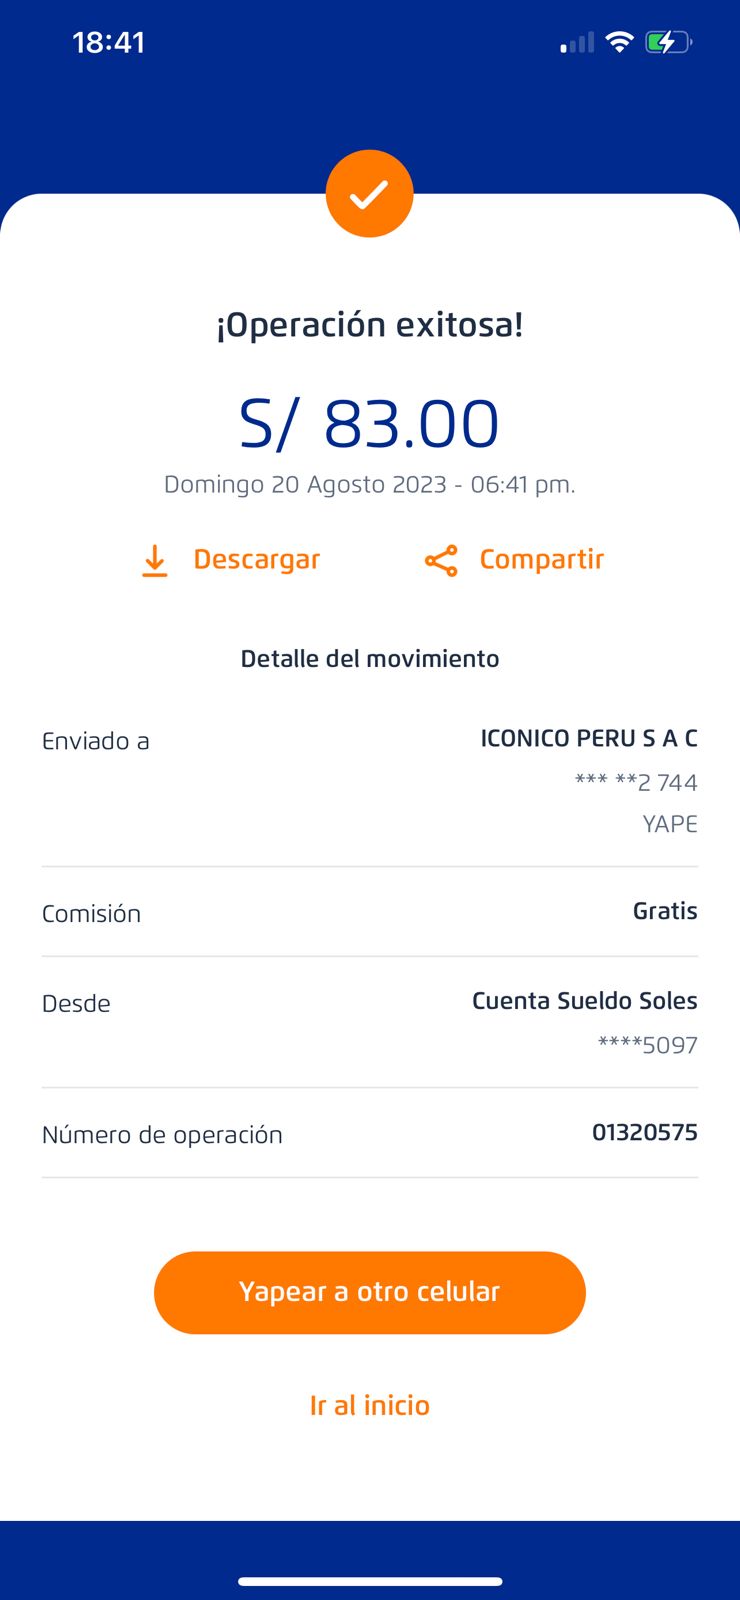 18:41
¡Operación exitosa!
S/ 83.00
Domingo 20 Agosto 2023 - 06:41 pm.
Descargar Compartir
Detalle del movimiento
Enviado a ICONICO PERU S A C
*** **2 744
YAPE
Comisión Gratis
Desde Cuenta Sueldo Soles
****5097
Número de operación 01320575
Yapear a otro celular
Ir al inicio